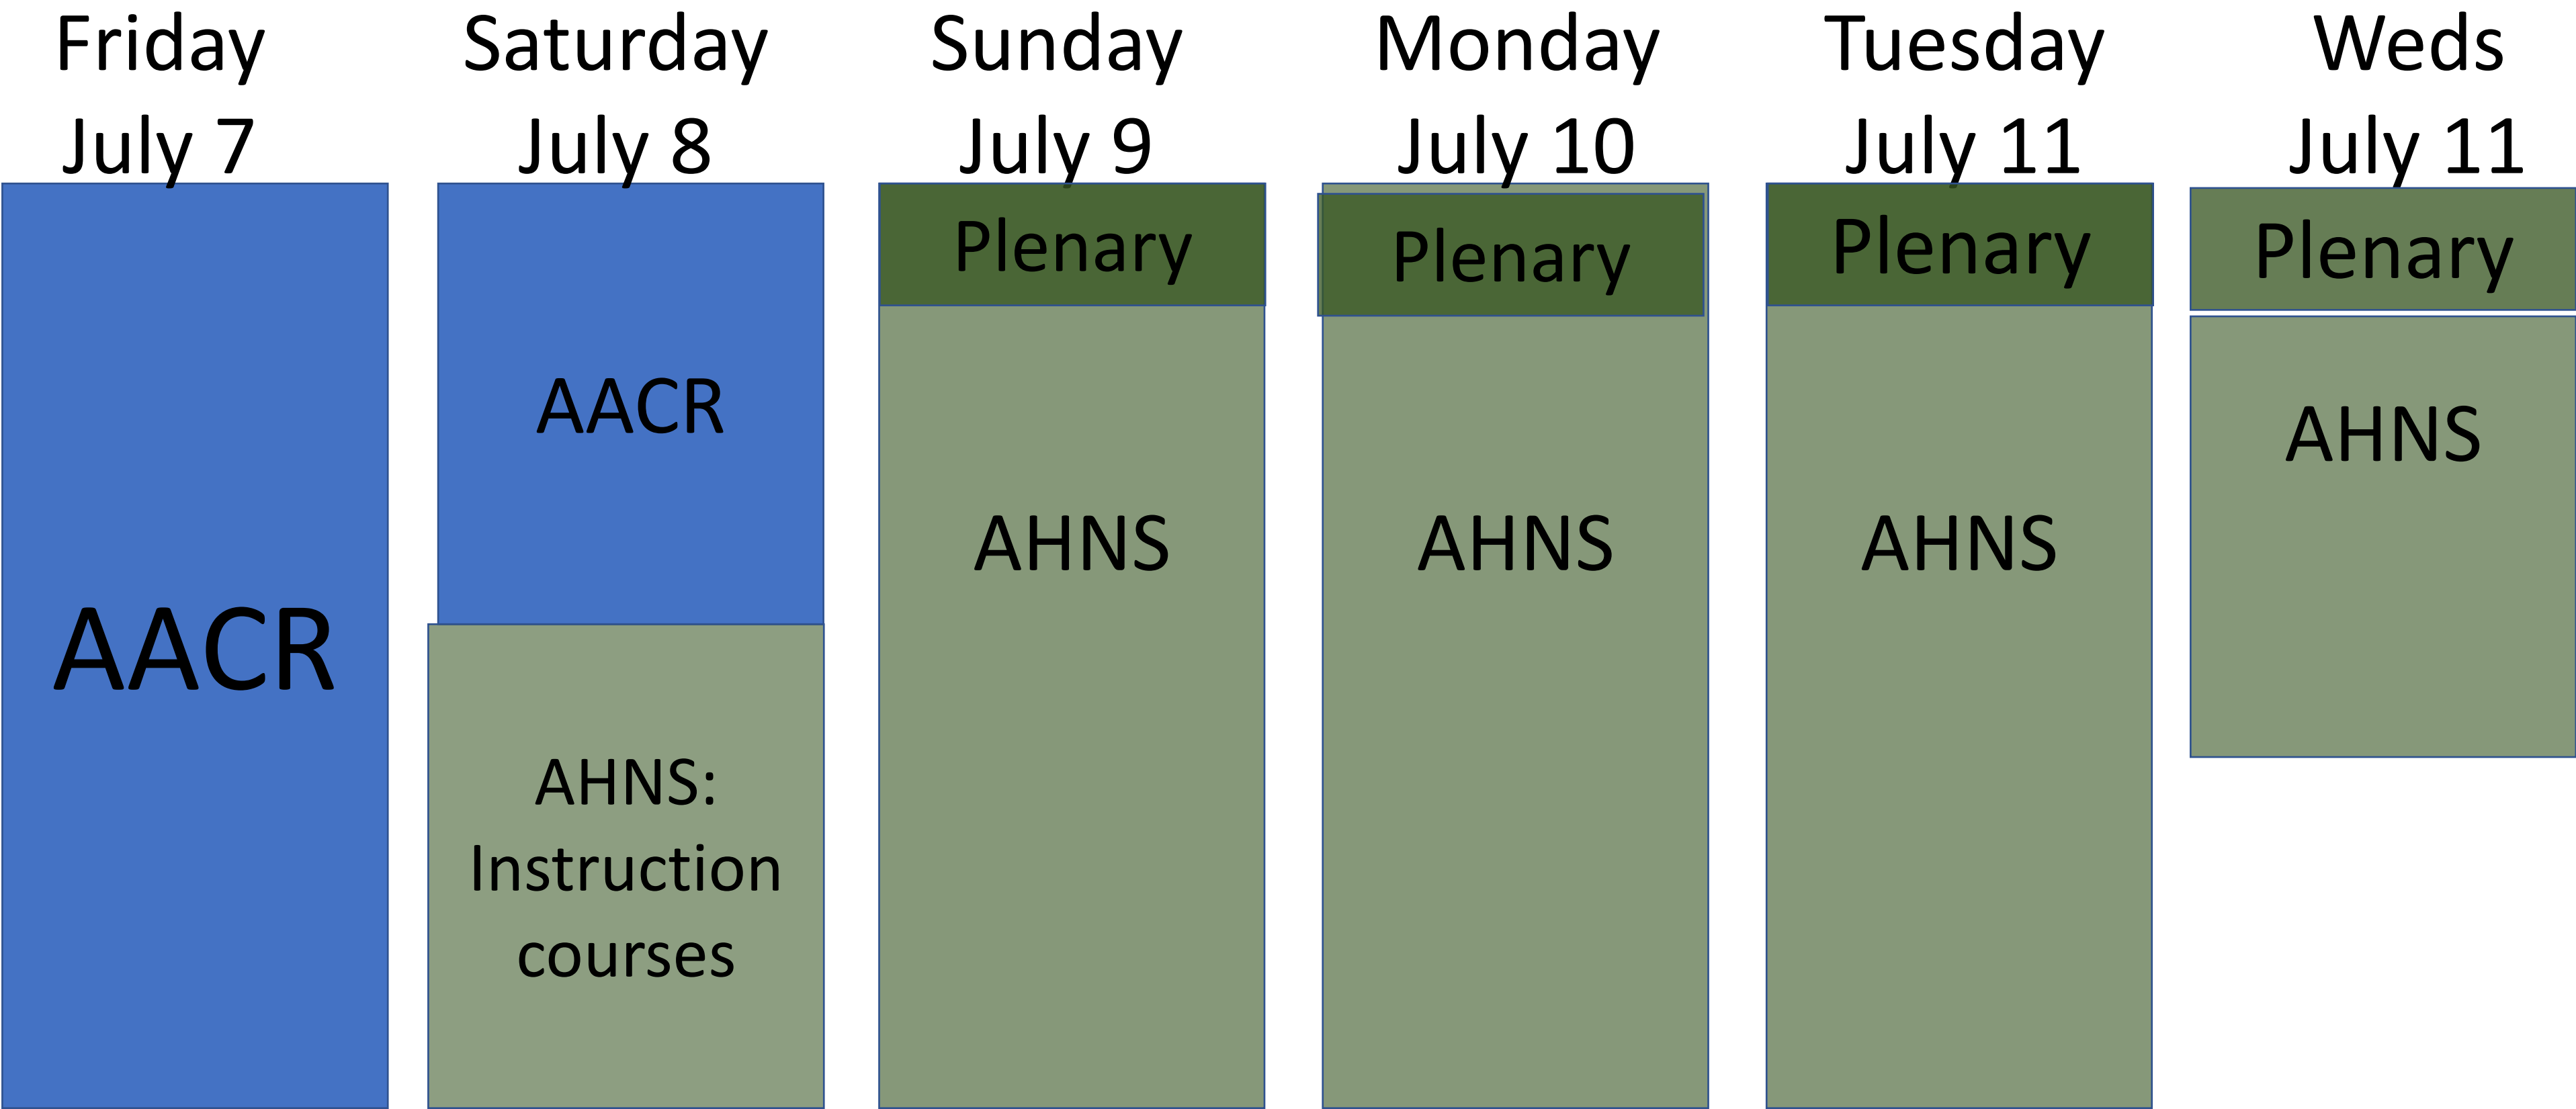 Friday
July 7
AACR
Saturday
July 8
AACR
AHNS:
Instruction
courses
Sunday
July 9
Plenary
AHNS
Monday
July 10
Plenary
AHNS
Tuesday
July 11
Plenary
AHNS
Weds
July 11
Plenary
AHNS